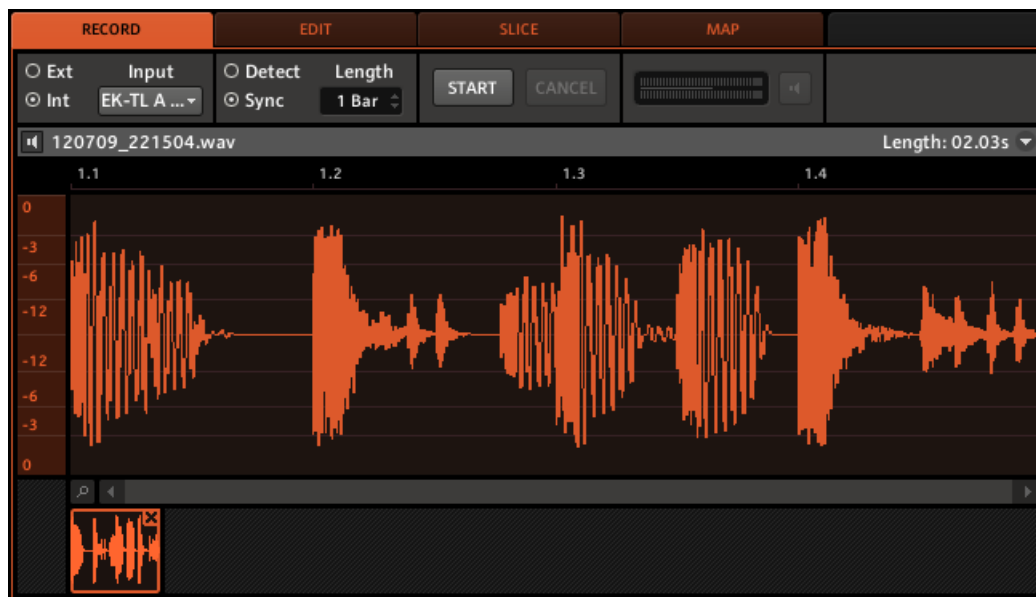 RECORD EDIT SLICE MAP
Ext Input Detect Length
Int EK-TL A ... Sync 1 Bar START CANCEL
120709_221504.wav Length: 02.03s
1.1 1.2 1.3 1.4
0
-3
-6
-12
-12
-6
-3
0